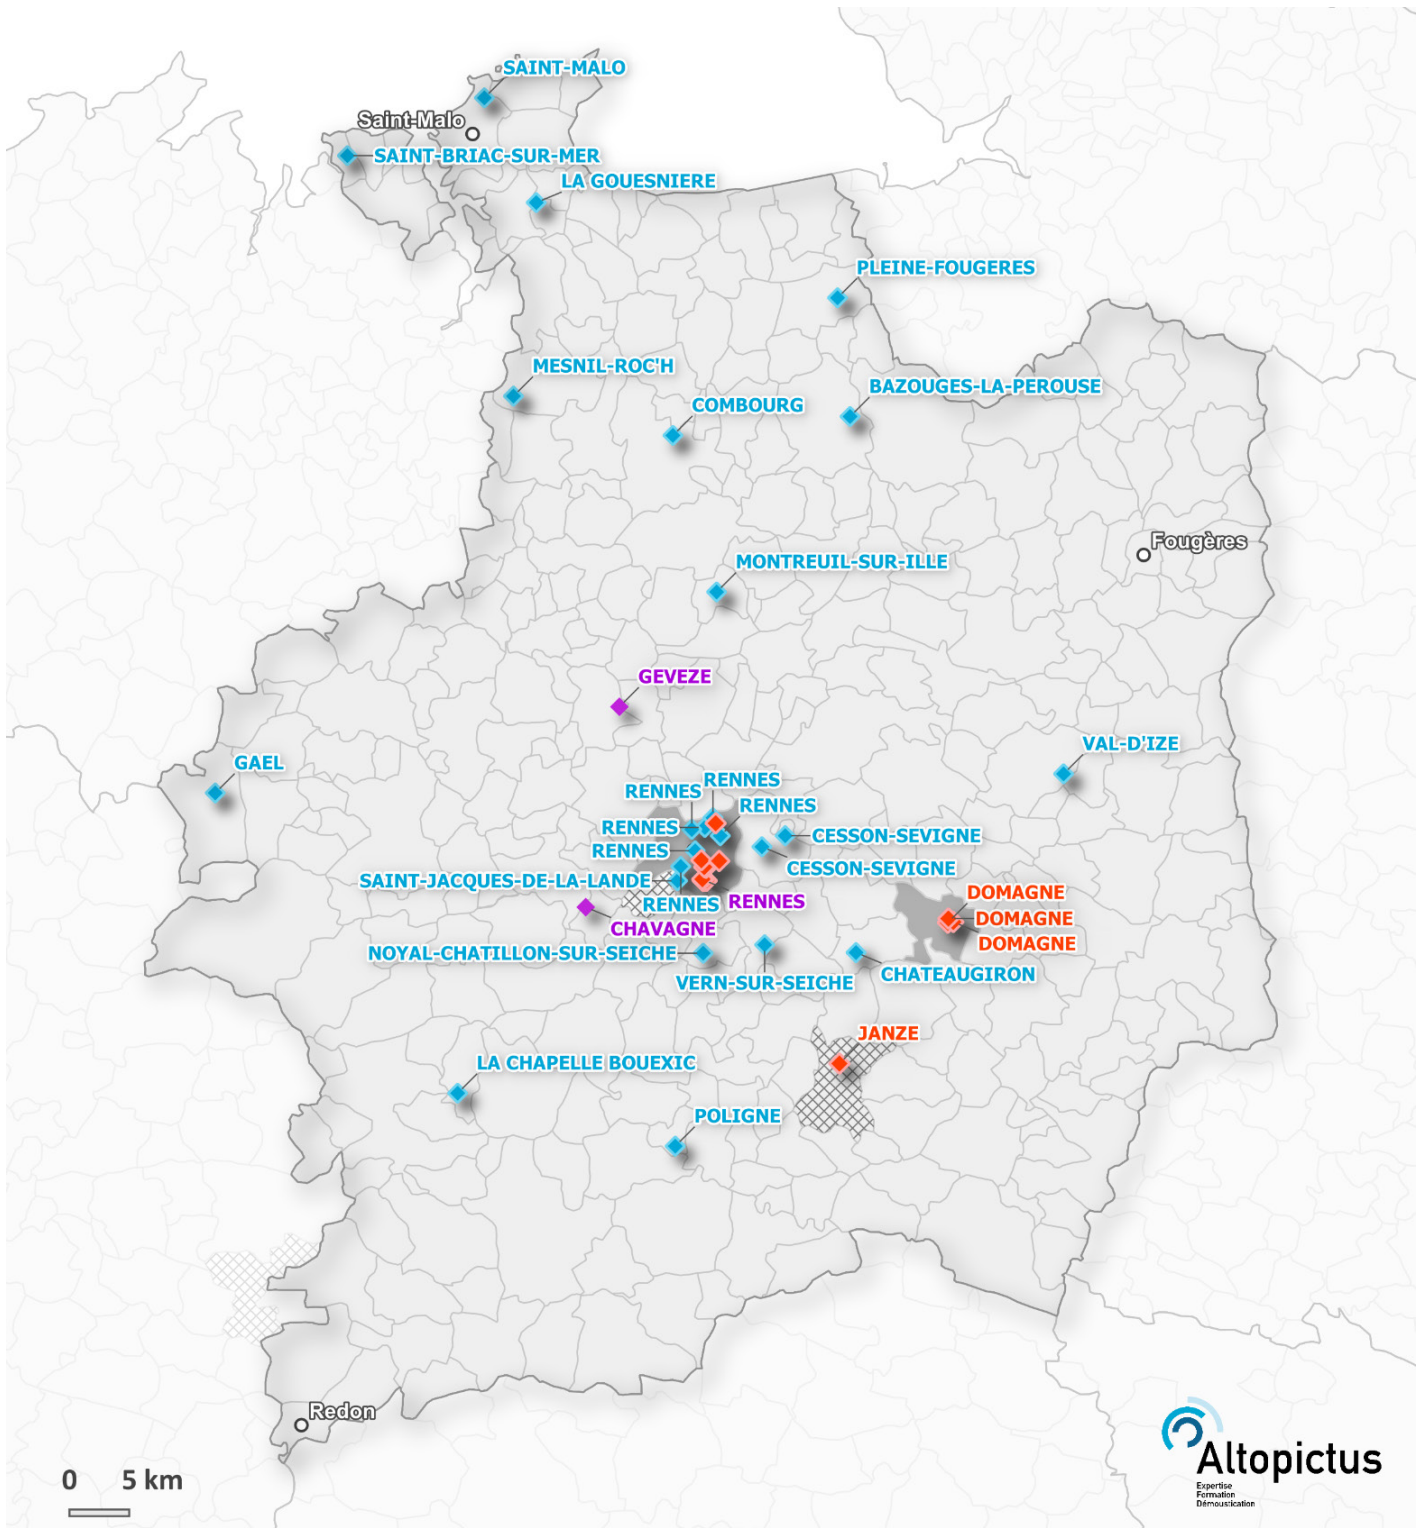 SAINT-MALO
Saint-Malo
SAINT-BRIAC-SUR-MER
LA GOUESNIERE
PLEINE-FOUGERES
MESNIL-ROC'H
BAZOUGES-LA-PEROUSE
COMBOURG
Fougères
MONTREUIL-SUR-ILLE
GEVEZE
VAL-D'IZE
GAEL
RENNES
RENNES
RENNES
RENNES
CESSON-SEVIGNE
RENNES
CESSON-SEVIGNE
SAINT-JACQUES-DE-LA-LANDE
DOMAGNE
RENNES
RENNES
DOMAGNE
CHAVAGNE
DOMAGNE
NOYAL-CHATILLON-SUR-SEICHE
CHATEAUGIRON
VERN-SUR-SEICHE
JANZE
LA CHAPELLE BOUEXIC
POLIGNE
Redon
0 5 km
Altopictus
Expertise
Formation
Démoustication